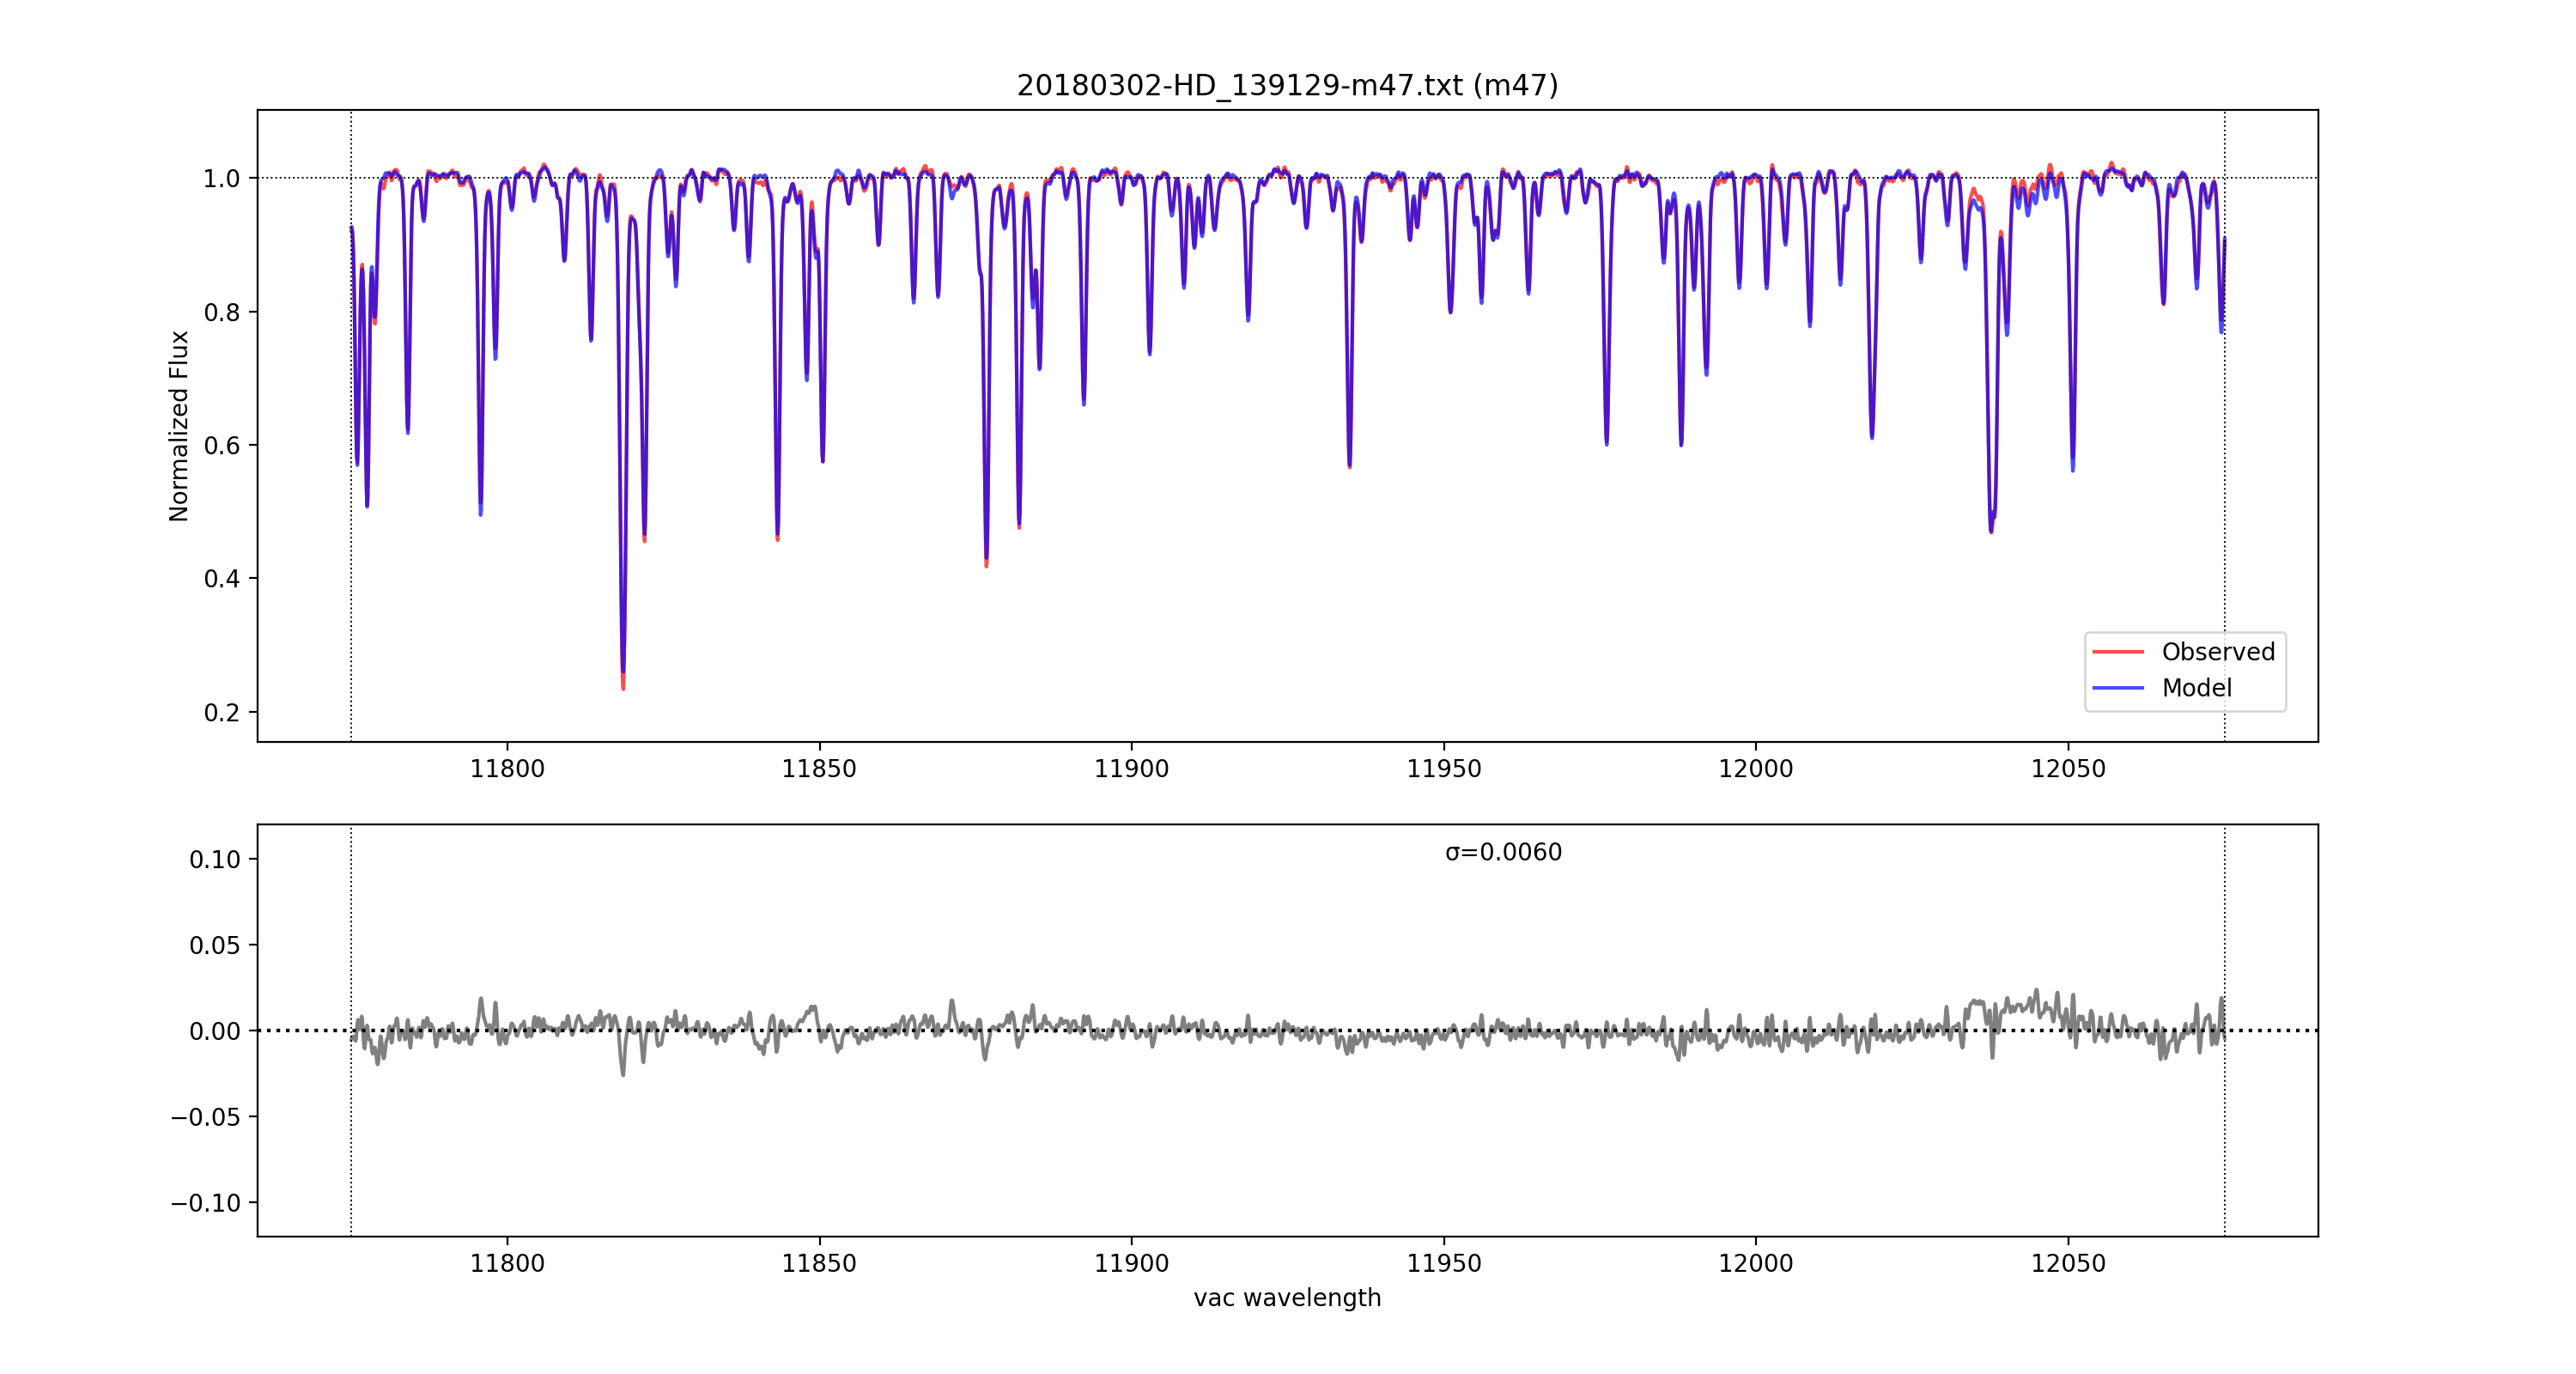 20180302-HD_139129-m47.txt (m47)
Normalized Flux
1.0
0.8
0.6
0.4
0.2
Observed
Model
11800 11850 11900 11950 12000 12050
σ=0.0060
0.10
0.05
0.00
−0.05
−0.10
11800 11850 11900 11950 12000 12050
vac wavelength